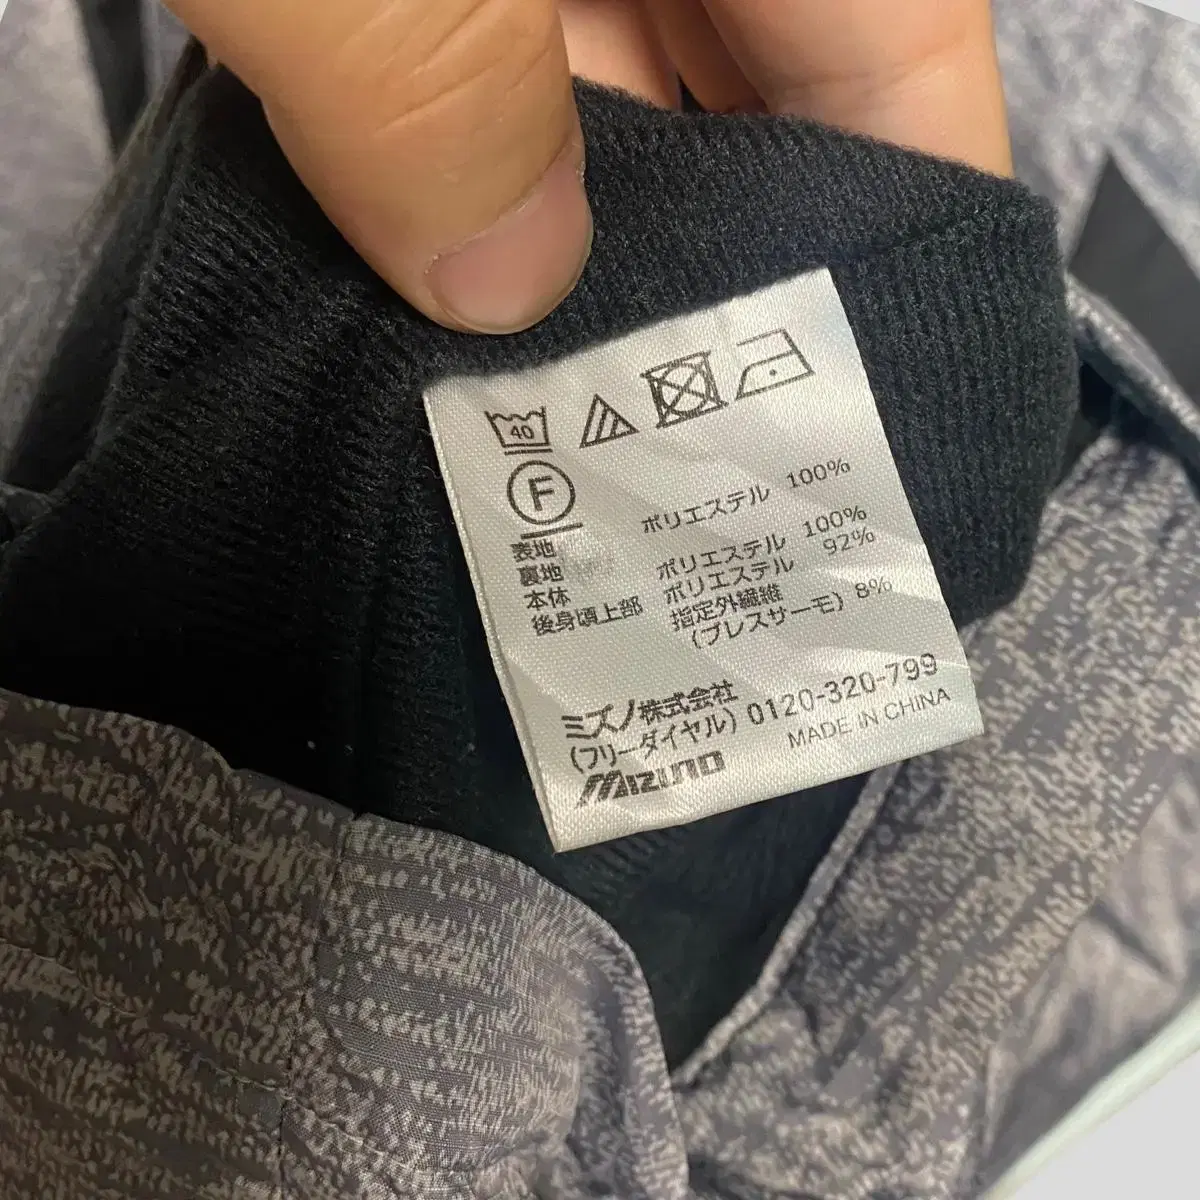 40
F
表地 ポリエステル 100%
裏地
本体 ポリエステル 100%
後身頃上部 ポリエステル 92%
指定外繊維
(ブレスサーモ) 8%
ミズノ株式会社
(フリーダイヤル) 0120-320-799
MIZUNO MADE IN CHINA